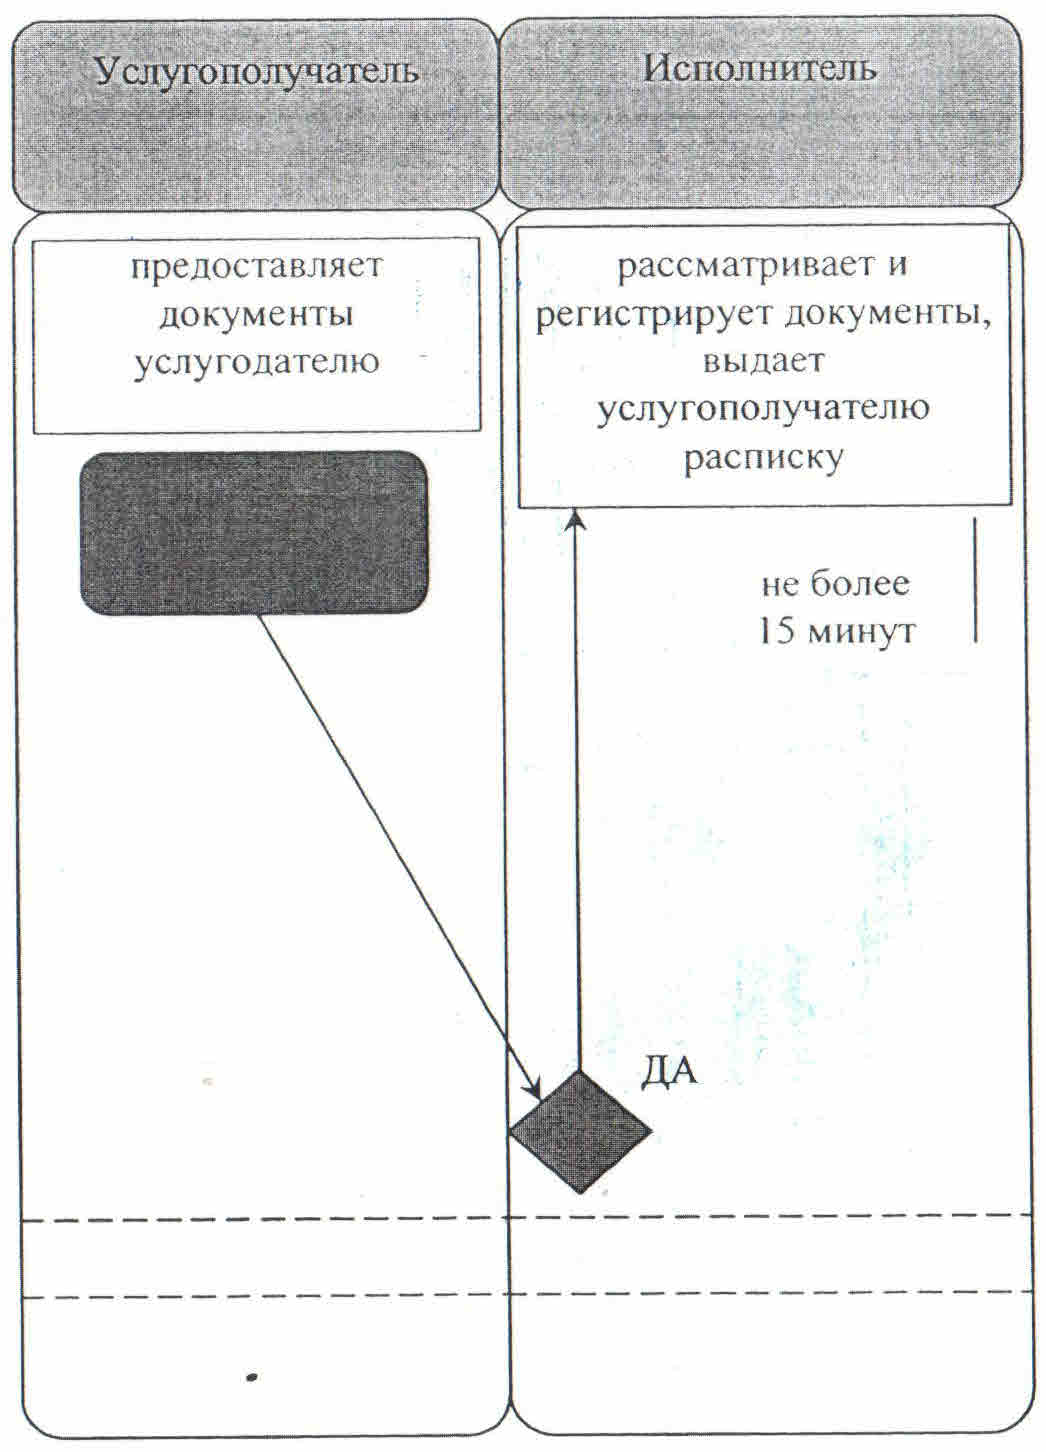 Услугополучатель
Исполнитель
предоставляет
документы
услугодателю
рассматривает и
регистрирует документы,
выдает
услугополучателю
расписку
не более
15 минут
ДА